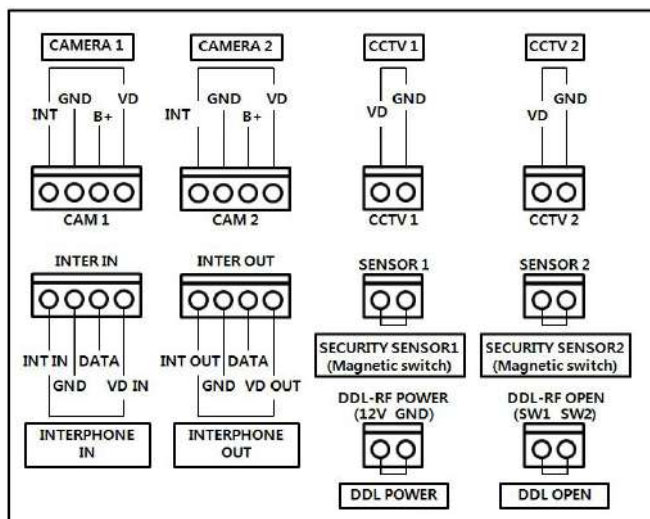 CAMERA 1
INT GND B+ VD
CAM 1
CAMERA 2
INT GND B+ VD
CAM 2
CCTV 1
VD GND
CCTV 1
CCTV 2
VD GND
CCTV 2
INTER IN
INT IN GND DATA VD IN
INTERPHONE
IN
INTER OUT
INT OUT GND DATA VD OUT
INTERPHONE
OUT
SENSOR 1
SECURITY SENSOR1
(Magnetic switch)
SENSOR 2
SECURITY SENSOR2
(Magnetic switch)
DDL-RF POWER
(12V GND)
DDL POWER
DDL-RF OPEN
(SW1 SW2)
DDL OPEN